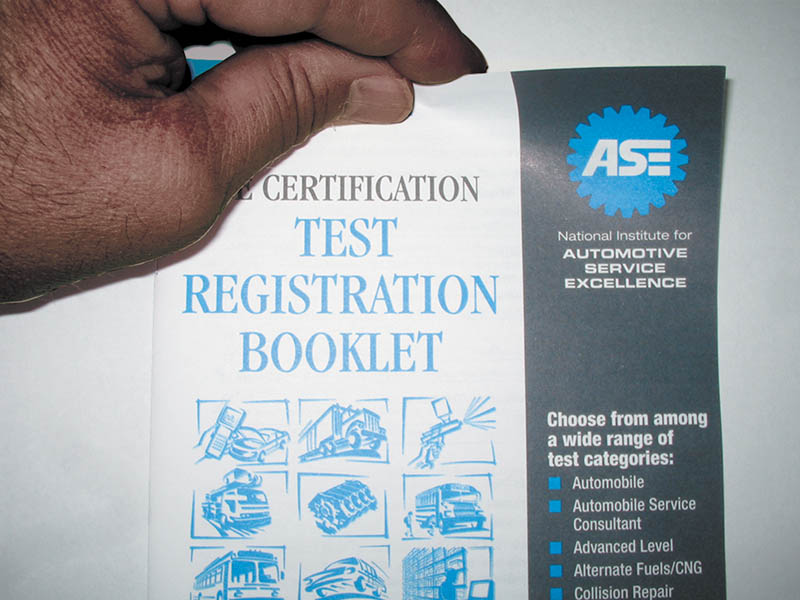 CERTIFICATION
TEST
REGISTRATION
BOOKLET
ASE
National Institute for
AUTOMOTIVE
SERVICE
EXCELLENCE
Choose from among
a wide range of
test categories:
Automobile
Automobile Service
Consultant
Advanced Level
Alternate Fuels/CNG
Collision Repair